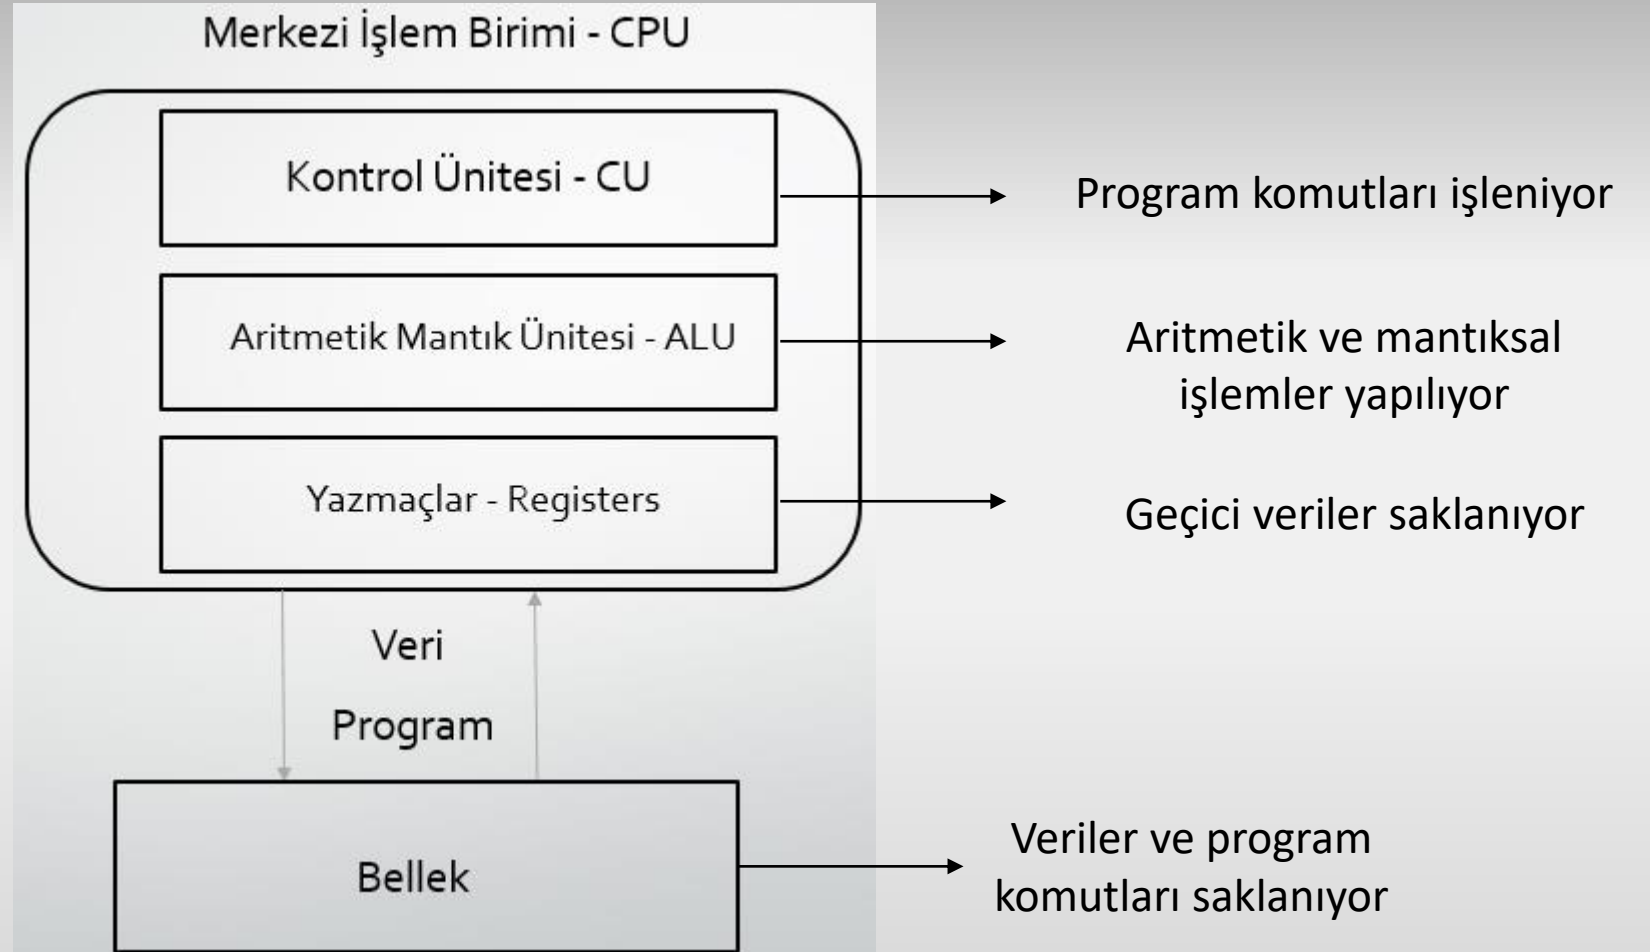 Merkezi İşlem Birimi - CPU
Kontrol Ünitesi - CU
Program komutları işleniyor
Aritmetik Mantık Ünitesi - ALU
Aritmetik ve mantıksal
işlemler yapılıyor
Yazmaçlar - Registers
Geçici veriler saklanıyor
Veri
Program
Bellek
Veriler ve program
komutları saklanıyor